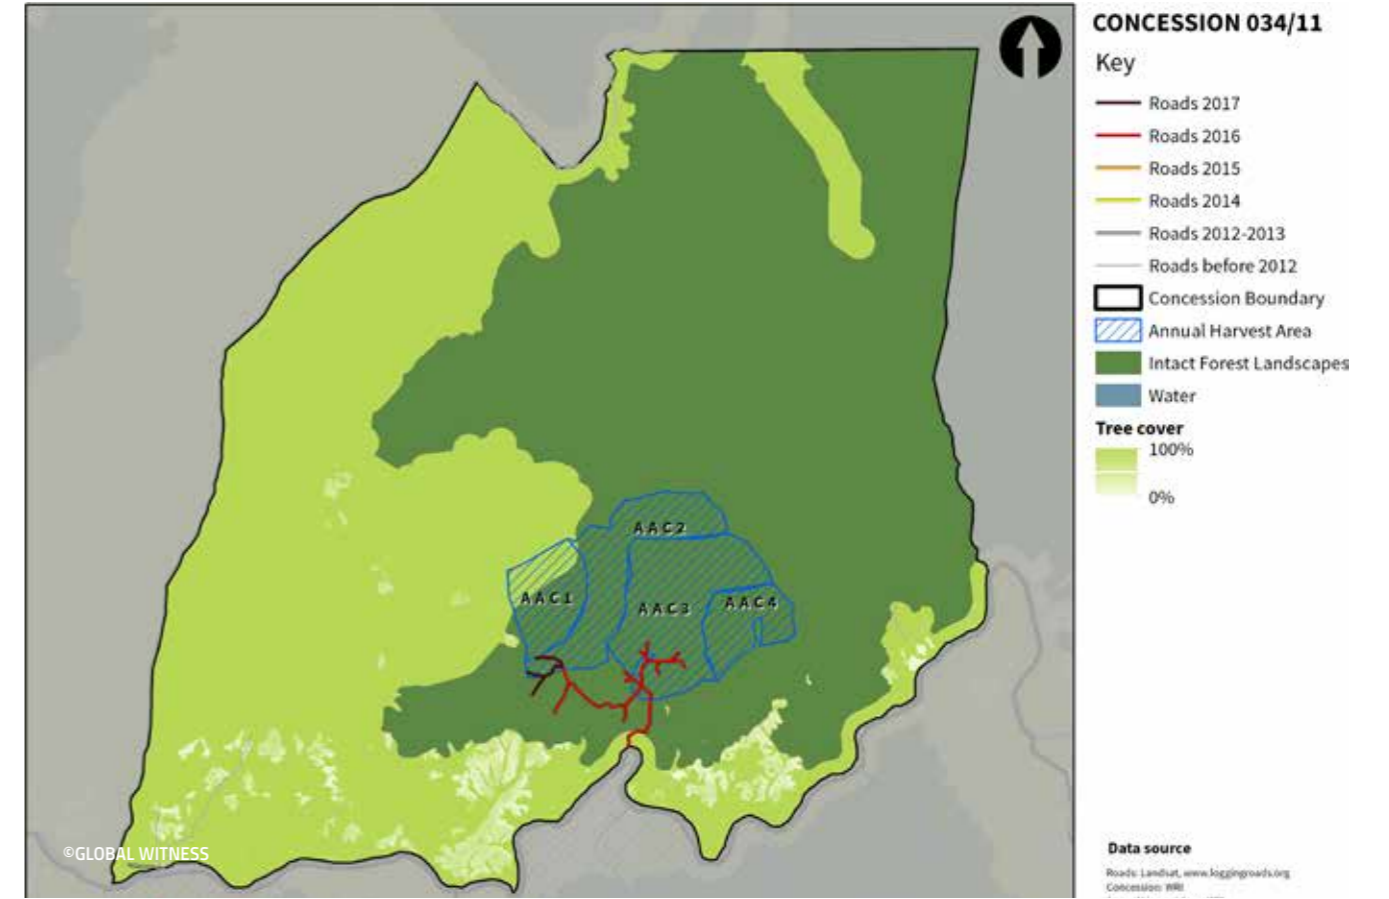 CONCESSION 034/11
Key
Roads 2017
Roads 2016
Roads 2015
Roads 2014
Roads 2012-2013
Roads before 2012
Concession Boundary
Annual Harvest Area
Intact Forest Landscapes
Water
Tree cover
100%
0%
AAC2
AAC1
AAC3
AAC4
©GLOBAL WITNESS
Data source
Roads: Landsat, www.loggingroads.org
Concession: WRI